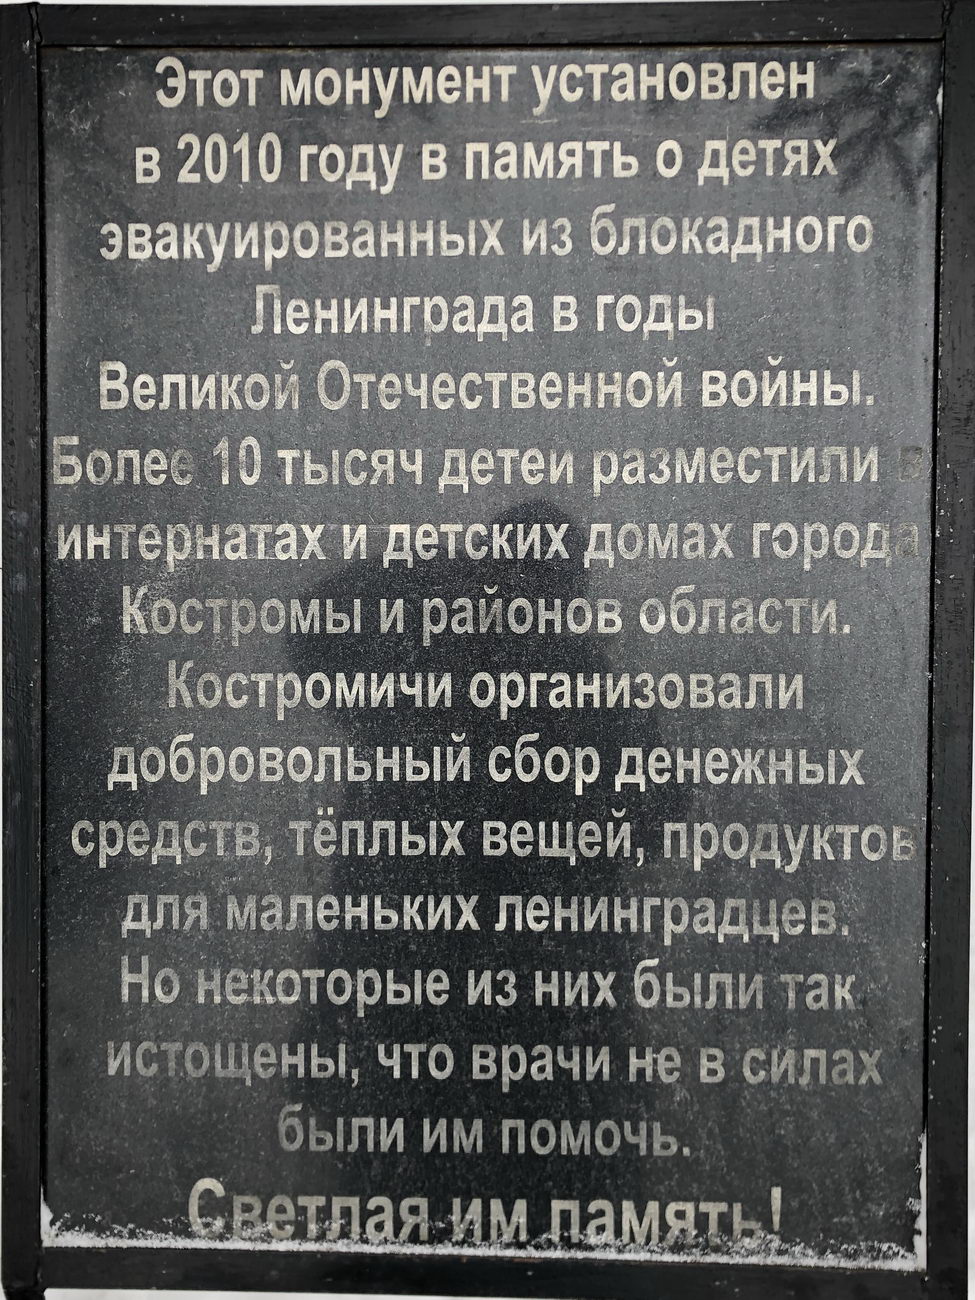 Этот монумент установлен
в 2010 году в память о детях
эвакуированных из блокадного
Ленинграда в годы
Великой Отечественной войны.
Более 10 тысяч детей разместили в
интернатах и детских домах города
Костромы и районов области.
Костромичи организовали
добровольный сбор денежных
средств, тёплых вещей, продуктов
для маленьких ленинградцев.
Но некоторые из них были так
истощены, что врачи не в силах
были им помочь.
Светлая им память!